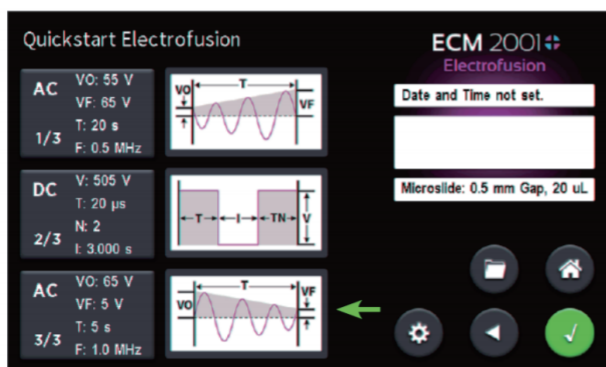 Quickstart Electrofusion
ECM 2001
Electrofusion
AC
1/3
VO: 55 V
VF: 65 V
T: 20 s
F: 0.5 MHz
VO
T
VF
Date and Time not set.
Microslide: 0.5 mm Gap, 20 uL
DC
2/3
V: 505 V
T: 20 µs
N: 2
I: 3.000 s
T
I
TN
V
AC
3/3
VO: 65 V
VF: 5 V
T: 5 s
F: 1.0 MHz
VO
T
VF